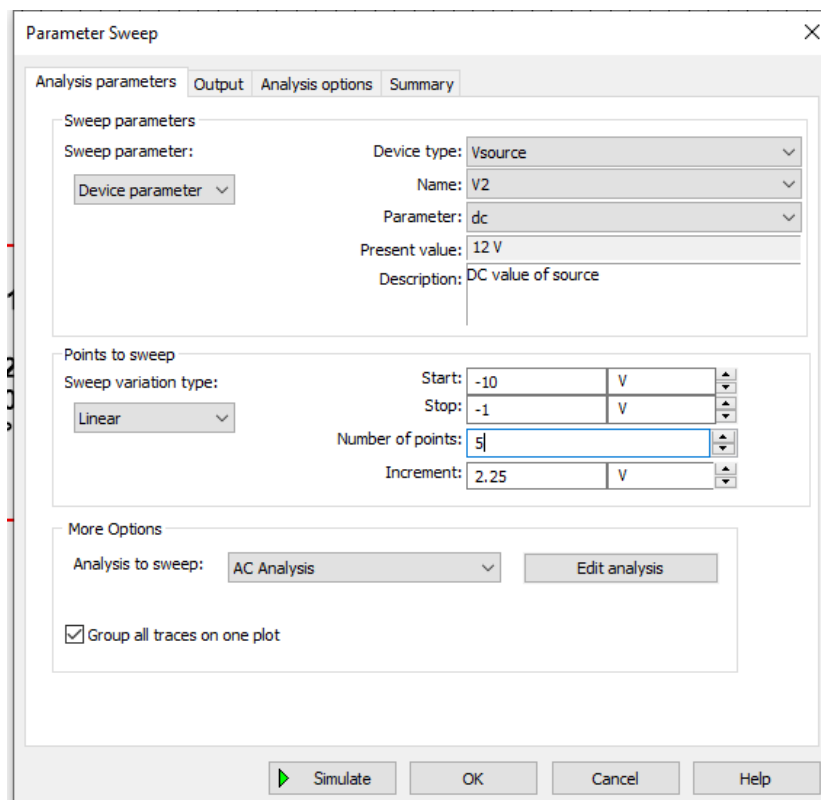 Parameter Sweep
Analysis parameters Output Analysis options Summary
Sweep parameters
Sweep parameter:
Device parameter
Device type: Vsource
Name: V2
Parameter: dc
Present value: 12 V
Description: DC value of source
Points to sweep
Sweep variation type:
Linear
Start: -10 V
Stop: -1 V
Number of points: 5
Increment: 2.25 V
More Options
Analysis to sweep: AC Analysis Edit analysis
Group all traces on one plot
Simulate OK Cancel Help